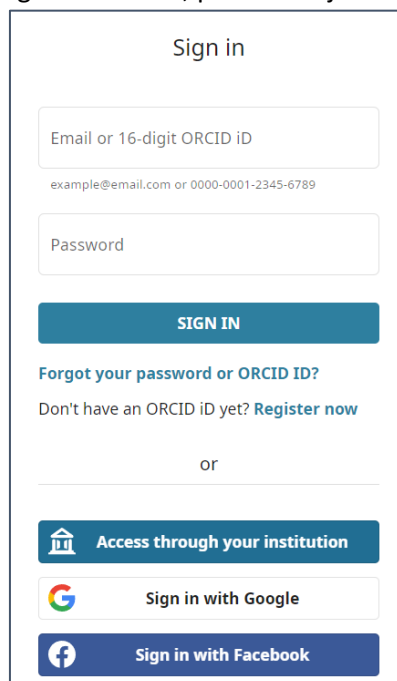 Sign in
Email or 16-digit ORCID iD
example@email.com or 0000-0001-2345-6789
Password
SIGN IN
Forgot your password or ORCID ID?
Don't have an ORCID iD yet? Register now
or
Access through your institution
Sign in with Google
Sign in with Facebook